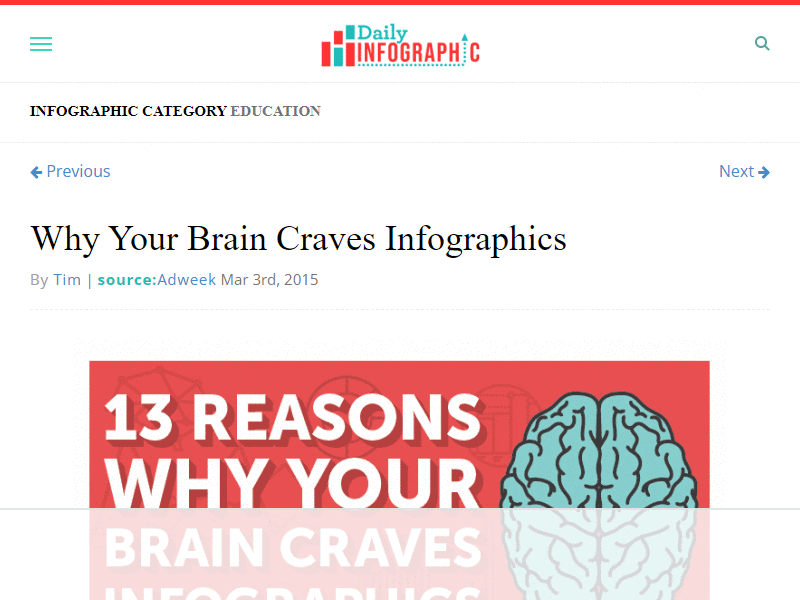 Daily
INFOGRAPHIC
INFOGRAPHIC CATEGORY EDUCATION
Previous
Next
Why Your Brain Craves Infographics
By Tim | source:Adweek Mar 3rd, 2015
13 REASONS
WHY YOUR
BRAIN CRAVES
INFOGRAPHICS